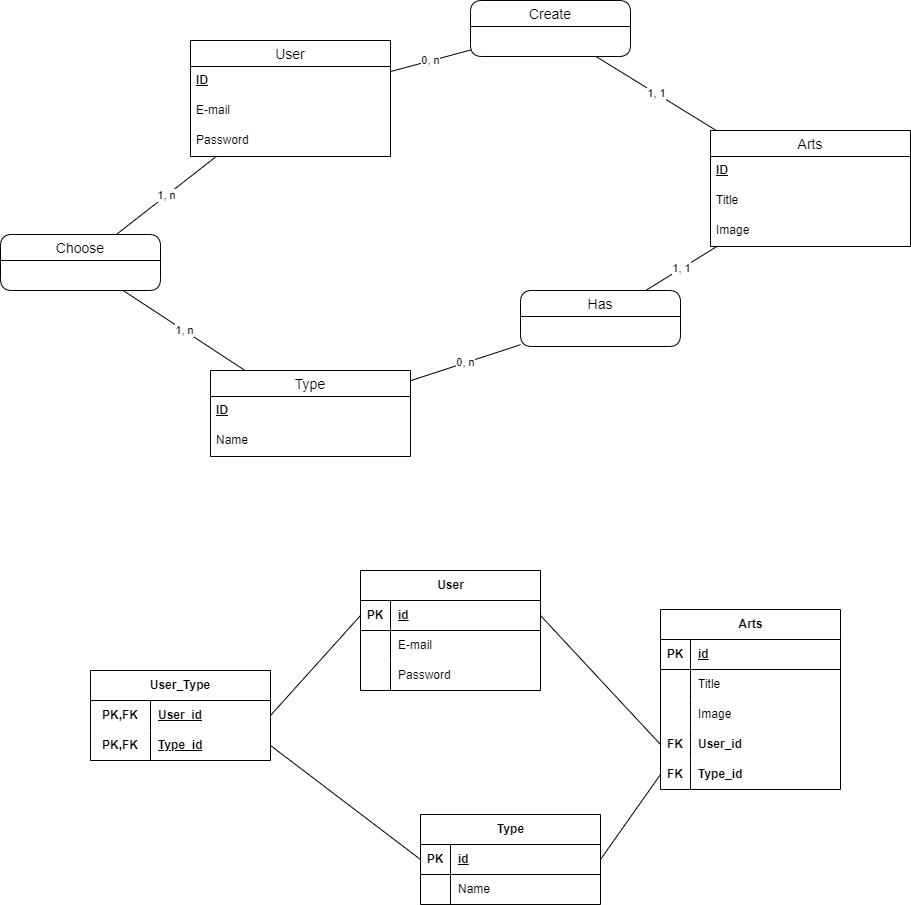 Create
0, n
User
ID
E-mail
Password
1, 1
Arts
ID
Title
Image
1, n
Choose
1, 1
Has
1, n
0, n
Type
ID
Name
User
PK id
E-mail
Password
Arts
PK id
Title
Image
FK User_id
FK Type_id
User_Type
PK,FK User_id
PK,FK Type_id
Type
PK id
Name